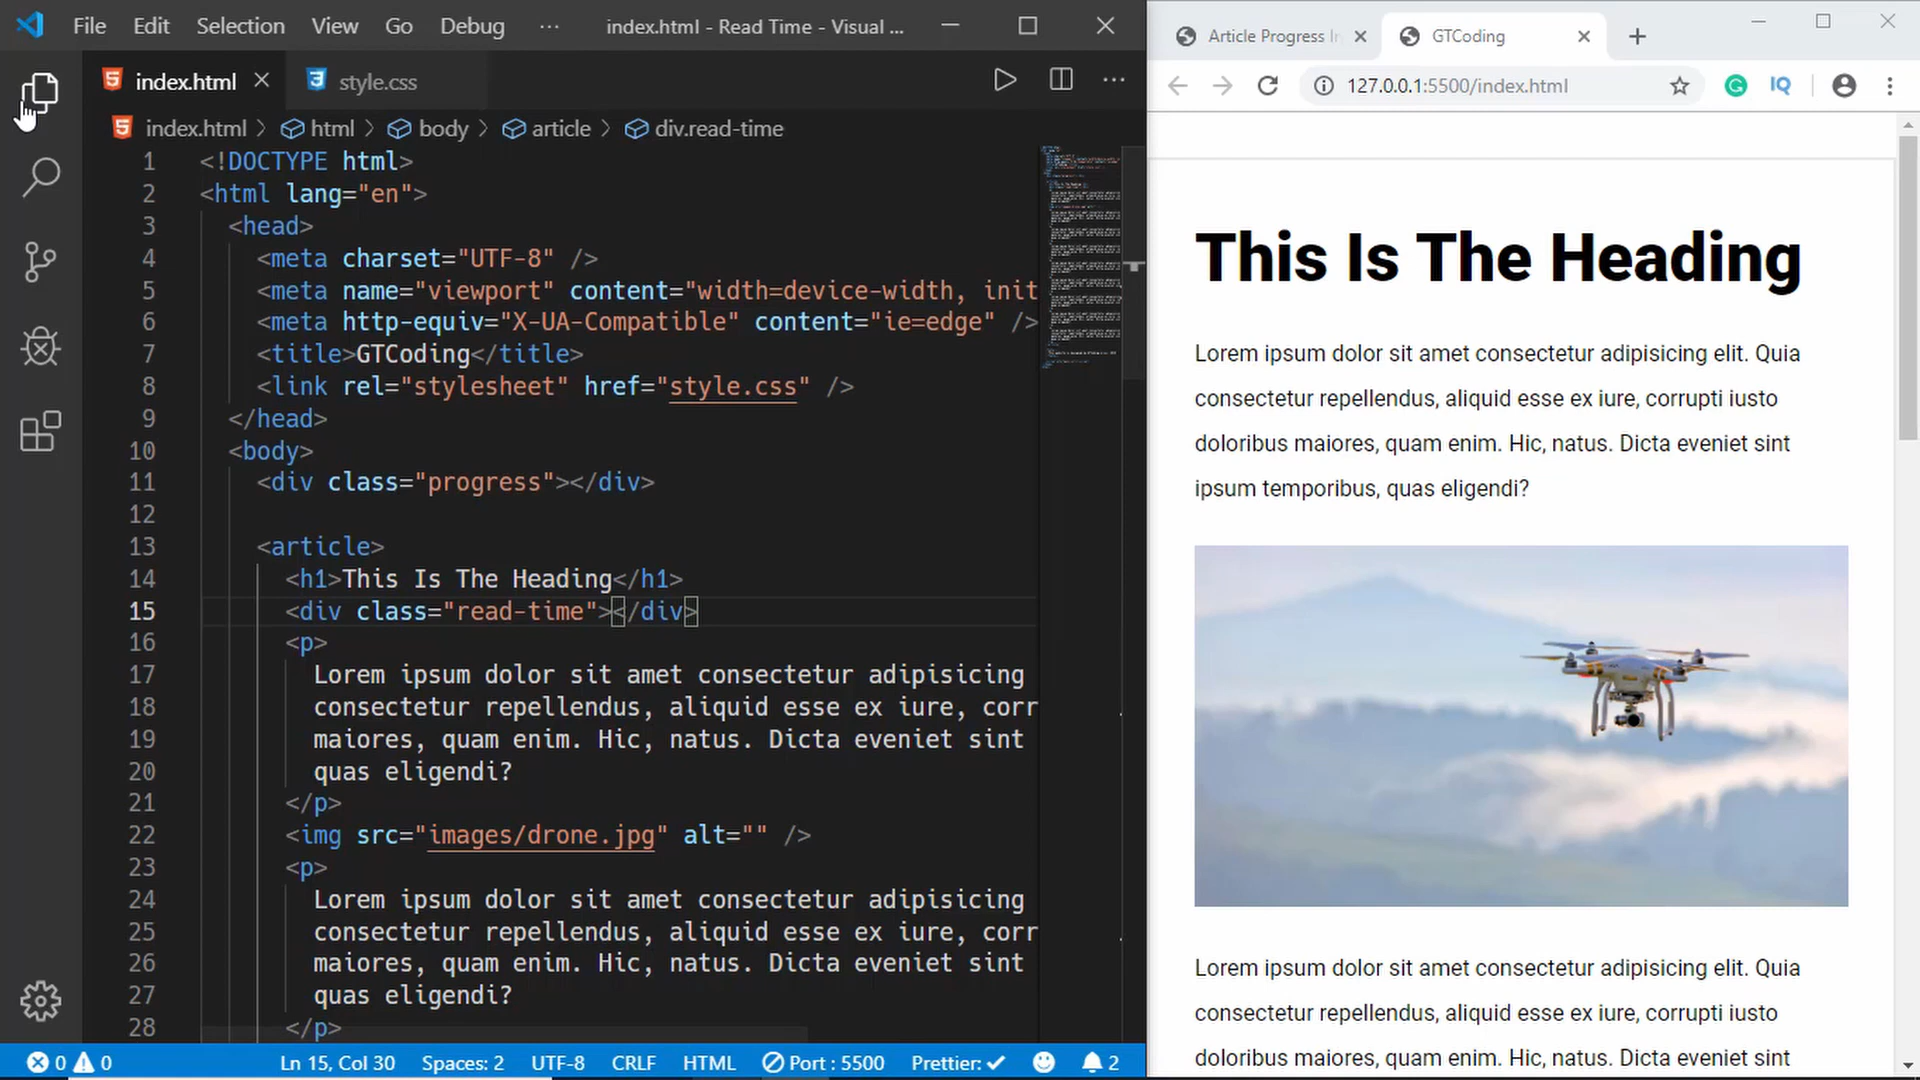 File Edit Selection View Go Debug ··· index.html - Read Time - Visual ...
index.html style.css ···
index.html > html > body > article > div.read-time
1 <!DOCTYPE html>
2 <html lang="en">
3 <head>
4 <meta charset="UTF-8" />
5 <meta name="viewport" content="width=device-width, init
6 <meta http-equiv="X-UA-Compatible" content="ie=edge" />
7 <title>GTCoding</title>
8 <link rel="stylesheet" href="style.css" />
9 </head>
10 <body>
11 <div class="progress"></div>
12
13 <article>
14 <h1>This Is The Heading</h1>
15 <div class="read-time"></div>
16 <p>
17 Lorem ipsum dolor sit amet consectetur adipisicing
18 consectetur repellendus, aliquid esse ex iure, corr
19 maiores, quam enim. Hic, natus. Dicta eveniet sint
20 quas eligendi?
21 </p>
22 <img src="images/drone.jpg" alt="" />
23 <p>
24 Lorem ipsum dolor sit amet consectetur adipisicing
25 consectetur repellendus, aliquid esse ex iure, corr
26 maiores, quam enim. Hic, natus. Dicta eveniet sint
27 quas eligendi?
28 </p>
0 0 Ln 15, Col 30 Spaces: 2 UTF-8 CRLF HTML Port : 5500 Prettier: 2
Article Progress In GTCoding
127.0.0.1:5500/index.html G IQ
This Is The Heading
Lorem ipsum dolor sit amet consectetur adipisicing elit. Quia
consectetur repellendus, aliquid esse ex iure, corrupti iusto
doloribus maiores, quam enim. Hic, natus. Dicta eveniet sint
ipsum temporibus, quas eligendi?
Lorem ipsum dolor sit amet consectetur adipisicing elit. Quia
consectetur repellendus, aliquid esse ex iure, corrupti iusto
doloribus maiores, quam enim. Hic, natus. Dicta eveniet sint